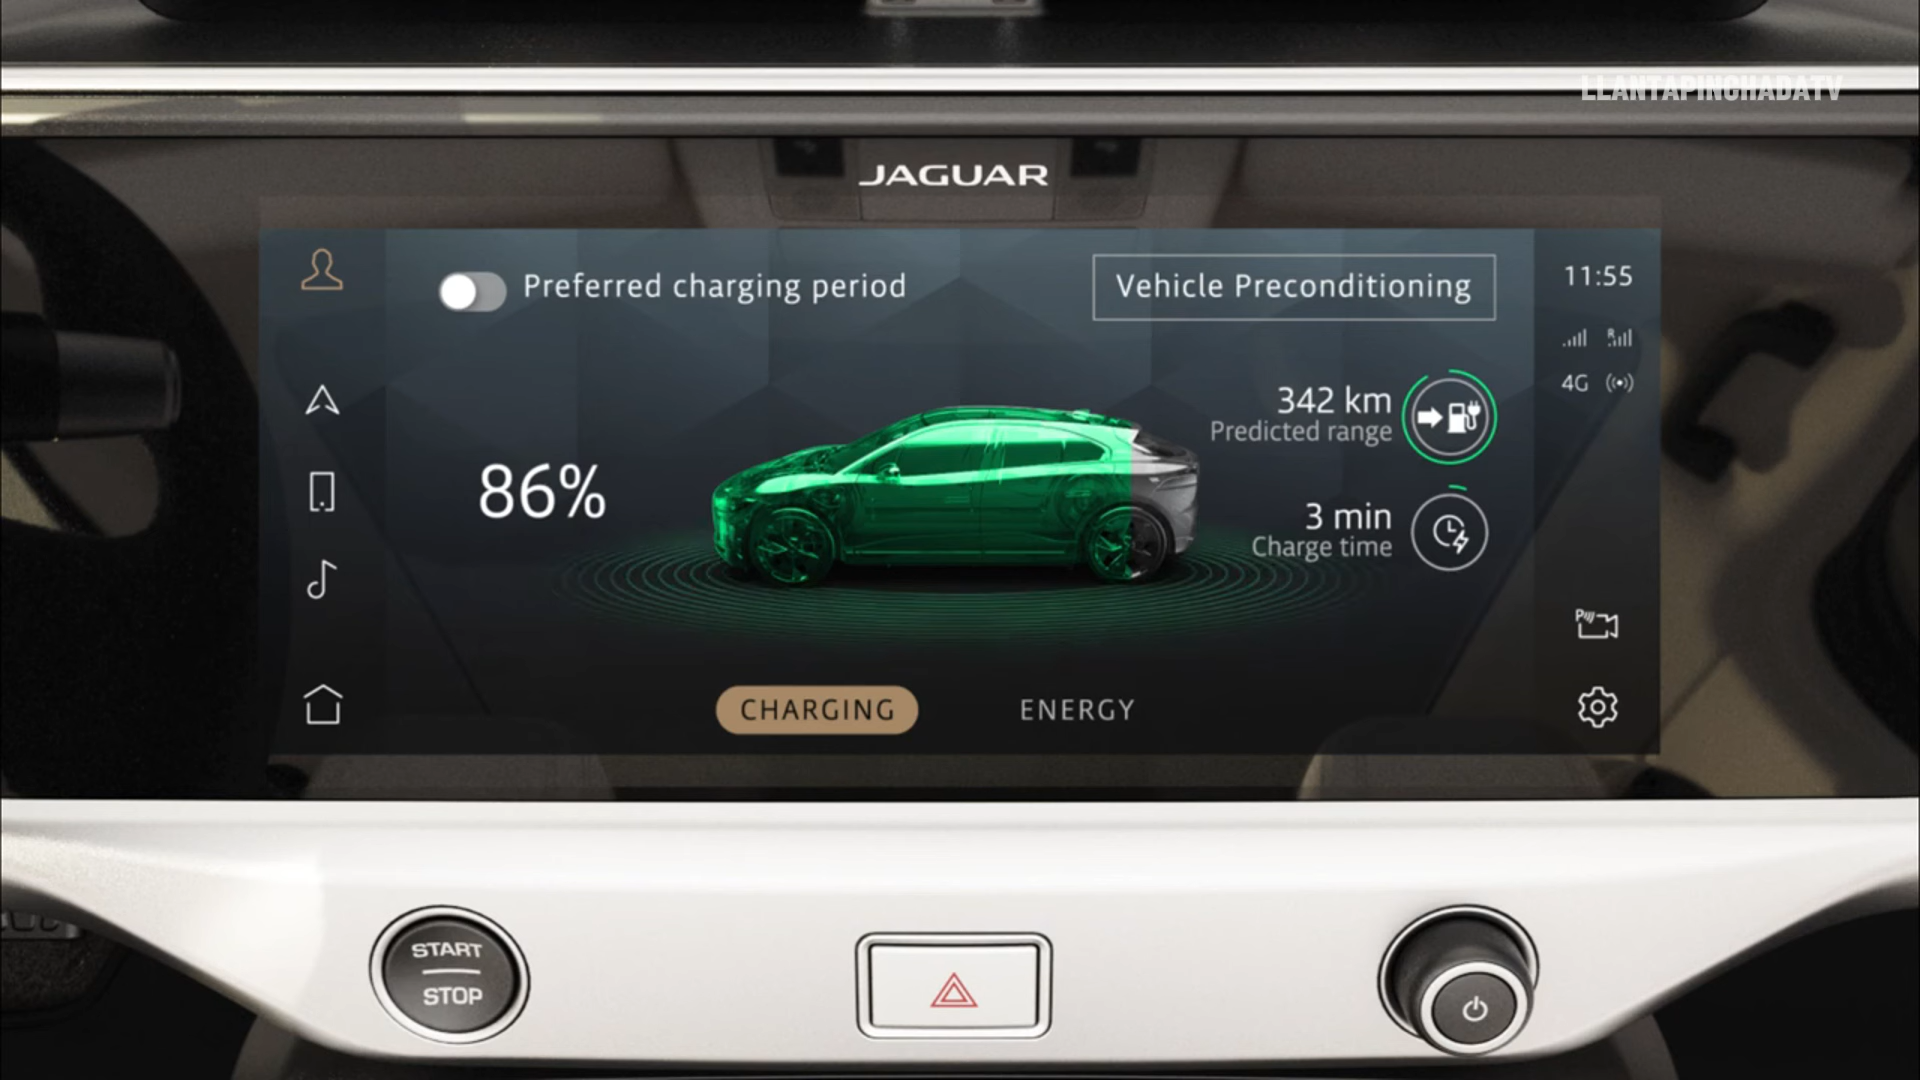 LLANTAPINCHADATV
JAGUAR
Preferred charging period
Vehicle Preconditioning
11:55
R
4G
342 km
Predicted range
86%
3 min
Charge time
P
CHARGING
ENERGY
START
STOP